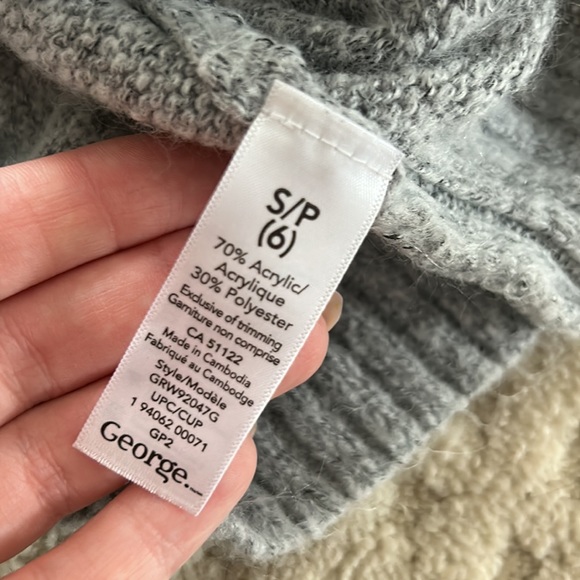 S/P
(6)
70% Acrylic/
Acrylique
30% Polyester
Exclusive of trimming
Garniture non comprise
CA 51122
Made in Cambodia
Fabriqué au Cambodge
Style/Modèle
GRW92047G
UPC/CUP
1 94062 00071
GP2
George.